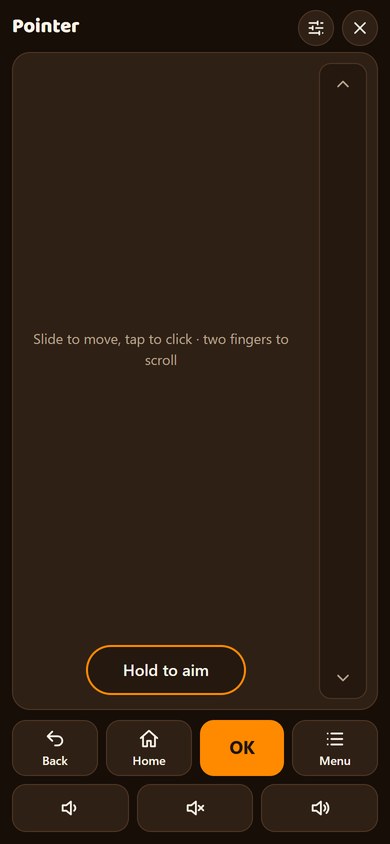 Pointer
Slide to move, tap to click · two fingers to
scroll
Hold to aim
Back
Home
OK
Menu